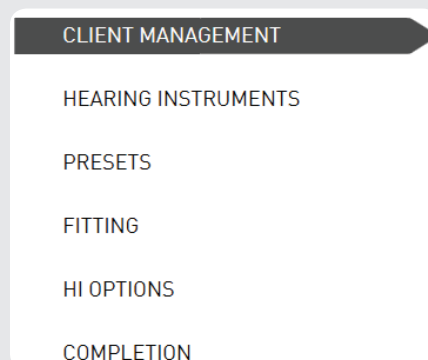 CLIENT MANAGEMENT
HEARING INSTRUMENTS
PRESETS
FITTING
HI OPTIONS
COMPLETION